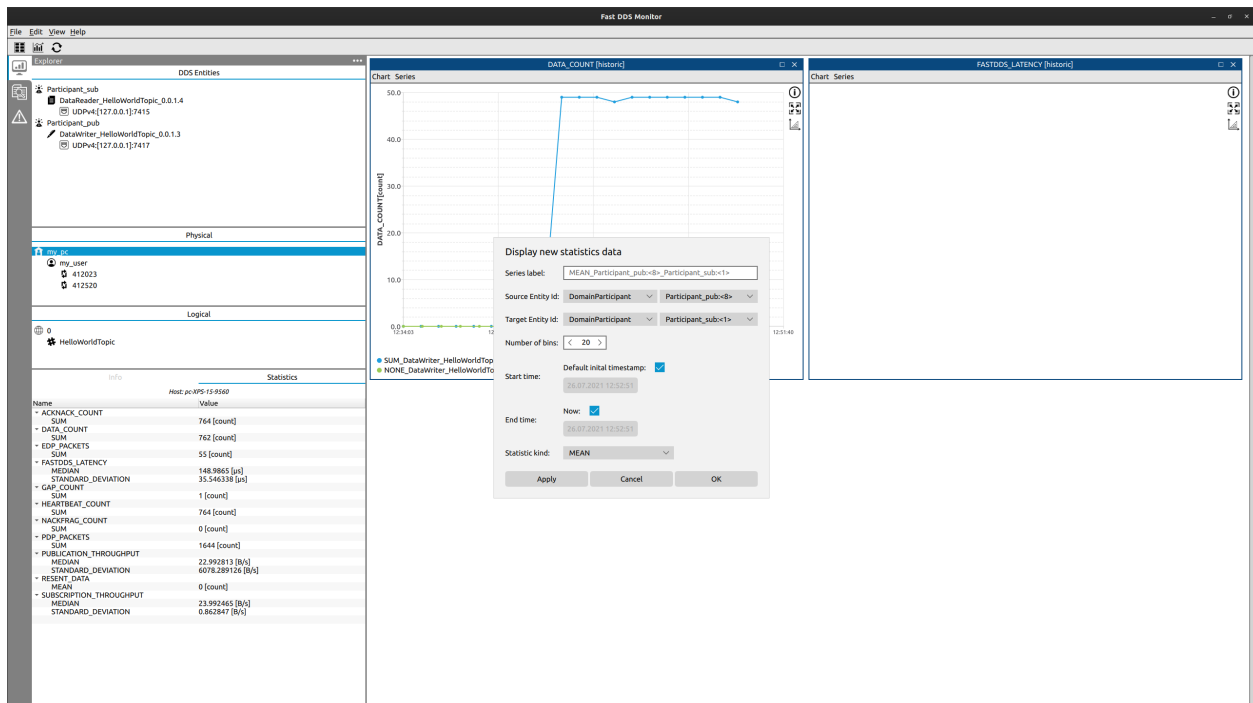 Fast DDS Monitor
File Edit View Help
Explorer
DDS Entities
Participant_sub
DataReader_HelloWorldTopic_0.0.1.4
UDPv4:[127.0.0.1]:7415
Participant_pub
DataWriter_HelloWorldTopic_0.0.1.3
UDPv4:[127.0.0.1]:7417
Physical
my_pc
my_user
412023
412520
Logical
0
HelloWorldTopic
Info Statistics
Host: pc-XPS-15-9560
Name Value
ACKNACK_COUNT
SUM 764 [count]
DATA_COUNT
SUM 762 [count]
EDP_PACKETS
SUM 55 [count]
FASTDDS_LATENCY
MEDIAN 148.9865 [µs]
STANDARD_DEVIATION 35.546338 [µs]
GAP_COUNT
SUM 1 [count]
HEARTBEAT_COUNT
SUM 764 [count]
NACKFRAG_COUNT
SUM 0 [count]
PDP_PACKETS
SUM 1644 [count]
PUBLICATION_THROUGHPUT
MEDIAN 22.992813 [B/s]
STANDARD_DEVIATION 6078.289126 [B/s]
RESENT_DATA
MEAN 0 [count]
SUBSCRIPTION_THROUGHPUT
MEDIAN 23.992465 [B/s]
STANDARD_DEVIATION 0.862847 [B/s]
DATA_COUNT [historic]
Chart Series
50.0
40.0
30.0
20.0
10.0
0.0
DATA_COUNT[count]
12:34:03
12:51:40
SUM_DataWriter_HelloWorldTop
NONE_DataWriter_HelloWorldTo
FASTDDS_LATENCY [historic]
Chart Series
Display new statistics data
Series label: MEAN_Participant_pub:<8>_Participant_sub:<1>
Source Entity Id: DomainParticipant Participant_pub:<8>
Target Entity Id: DomainParticipant Participant_sub:<1>
Number of bins: < 20 >
Default inital timestamp:
Start time:
26.07.2021 12:52:51
Now:
End time:
26.07.2021 12:52:51
Statistic kind: MEAN
Apply Cancel OK